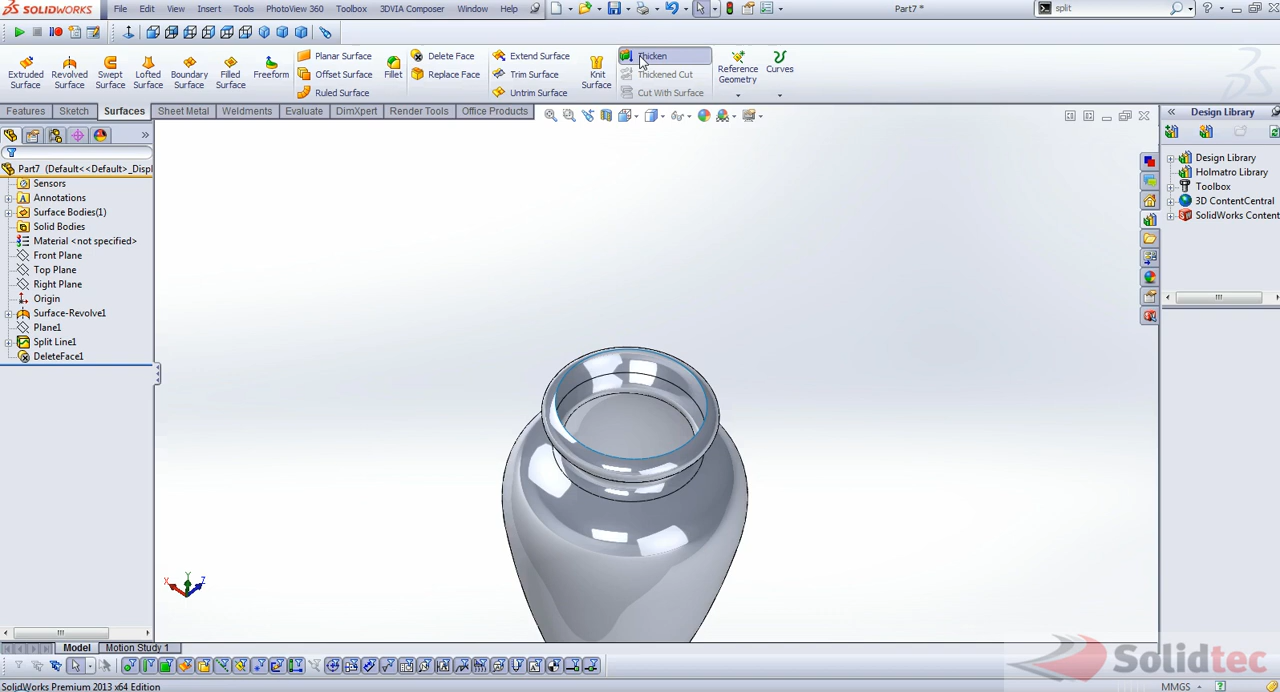 SOLIDWORKS File Edit View Insert Tools PhotoView 360 Toolbox 3DVIA Composer Window Help Part7 * split
Extruded Surface Revolved Surface Swept Surface Lofted Surface Boundary Surface Filled Surface Freeform
Planar Surface
Offset Surface
Ruled Surface
Fillet
Delete Face
Replace Face
Extend Surface
Trim Surface
Untrim Surface
Knit Surface
Thicken
Thickened Cut
Cut With Surface
Reference Geometry
Curves
Features Sketch Surfaces Sheet Metal Weldments Evaluate DimXpert Render Tools Office Products
Part7 (Default<<Default>_Displ
Sensors
Annotations
Surface Bodies(1)
Solid Bodies
Material <not specified>
Front Plane
Top Plane
Right Plane
Origin
Surface-Revolve1
Plane1
Split Line1
DeleteFace1
Design Library
Design Library
Holmatro Library
Toolbox
3D ContentCentral
SolidWorks Content
X Y Z
Model Motion Study 1
Solidtec
SolidWorks Premium 2013 x64 Edition MMGS